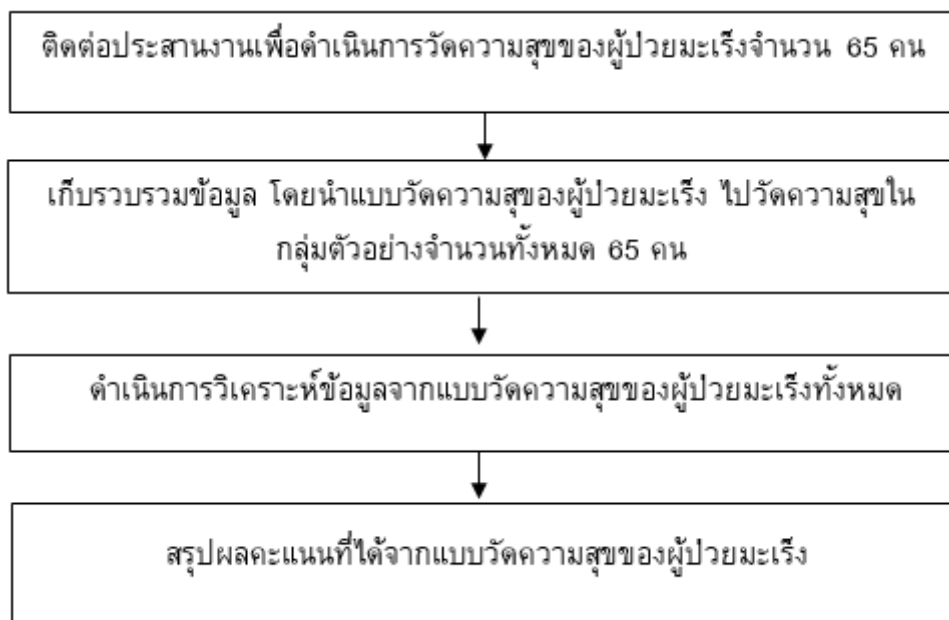 ติดต่อประสานงานเพื่อดำเนินการวัดความสุขของผู้ป่วยมะเร็งจำนวน 65 คน
เก็บรวบรวมข้อมูล โดยนำแบบวัดความสุขของผู้ป่วยมะเร็ง ไปวัดความสุขใน
กลุ่มตัวอย่างจำนวนทั้งหมด 65 คน
ดำเนินการวิเคราะห์ข้อมูลจากแบบวัดความสุขของผู้ป่วยมะเร็งทั้งหมด
สรุปผลคะแนนที่ได้จากแบบวัดความสุขของผู้ป่วยมะเร็ง